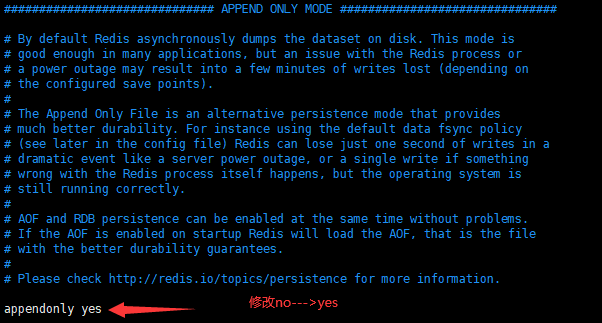 ############################## APPEND ONLY MODE ###############################
# By default Redis asynchronously dumps the dataset on disk. This mode is
# good enough in many applications, but an issue with the Redis process or
# a power outage may result into a few minutes of writes lost (depending on
# the configured save points).
#
# The Append Only File is an alternative persistence mode that provides
# much better durability. For instance using the default data fsync policy
# (see later in the config file) Redis can lose just one second of writes in a
# dramatic event like a server power outage, or a single write if something
# wrong with the Redis process itself happens, but the operating system is
# still running correctly.
#
# AOF and RDB persistence can be enabled at the same time without problems.
# If the AOF is enabled on startup Redis will load the AOF, that is the file
# with the better durability guarantees.
#
# Please check http://redis.io/topics/persistence for more information.
appendonly yes
修改no--->yes